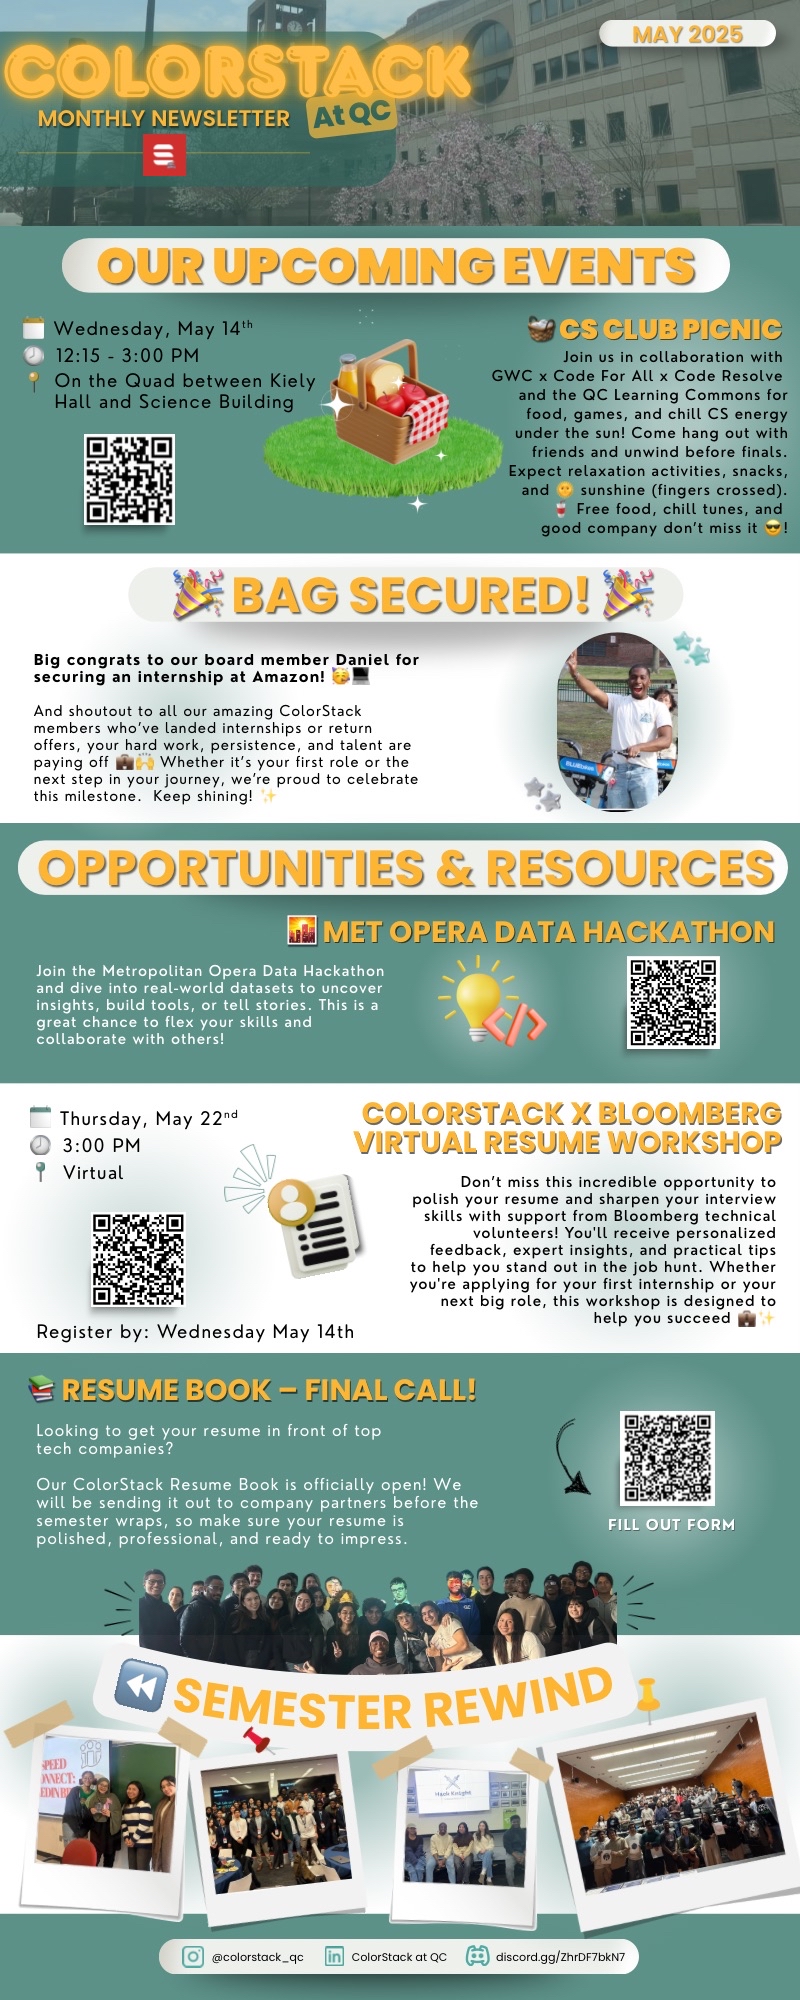 MAY 2025
COLORSTACK
MONTHLY NEWSLETTER
At QC
OUR UPCOMING EVENTS
Wednesday, May 14th
12:15 - 3:00 PM
On the Quad between Kiely
Hall and Science Building
CS CLUB PICNIC
Join us in collaboration with
GWC x Code For All x Code Resolve
and the QC Learning Commons for
food, games, and chill CS energy
under the sun! Come hang out with
friends and unwind before finals.
Expect relaxation activities, snacks,
and 🌞 sunshine (fingers crossed).
🥤 Free food, chill tunes, and
good company don't miss it 😎!
🎉 BAG SECURED! 🎉
Big congrats to our board member Daniel for
securing an internship at Amazon! 🥳💻
And shoutout to all our amazing ColorStack
members who've landed internships or return
offers, your hard work, persistence, and talent are
paying off 💼🙌 Whether it's your first role or the
next step in your journey, we're proud to celebrate
this milestone.  Keep shining! ✨
OPPORTUNITIES & RESOURCES
MET OPERA DATA HACKATHON
Join the Metropolitan Opera Data Hackathon
and dive into real-world datasets to uncover
insights, build tools, or tell stories. This is a
great chance to flex your skills and
collaborate with others!
</>
Thursday, May 22nd
3:00 PM
Virtual
Register by: Wednesday May 14th
COLORSTACK X BLOOMBERG
VIRTUAL RESUME WORKSHOP
Don't miss this incredible opportunity to
polish your resume and sharpen your interview
skills with support from Bloomberg technical
volunteers! You'll receive personalized
feedback, expert insights, and practical tips
to help you stand out in the job hunt. Whether
you're applying for your first internship or your
next big role, this workshop is designed to
help you succeed 💼✨
📚 RESUME BOOK – FINAL CALL!
Looking to get your resume in front of top
tech companies?
Our ColorStack Resume Book is officially open! We
will be sending it out to company partners before the
semester wraps, so make sure your resume is
polished, professional, and ready to impress.
FILL OUT FORM
SEMESTER REWIND
Hack Knight
@colorstack_qc
ColorStack at QC
discord.gg/ZhrDF7bkN7